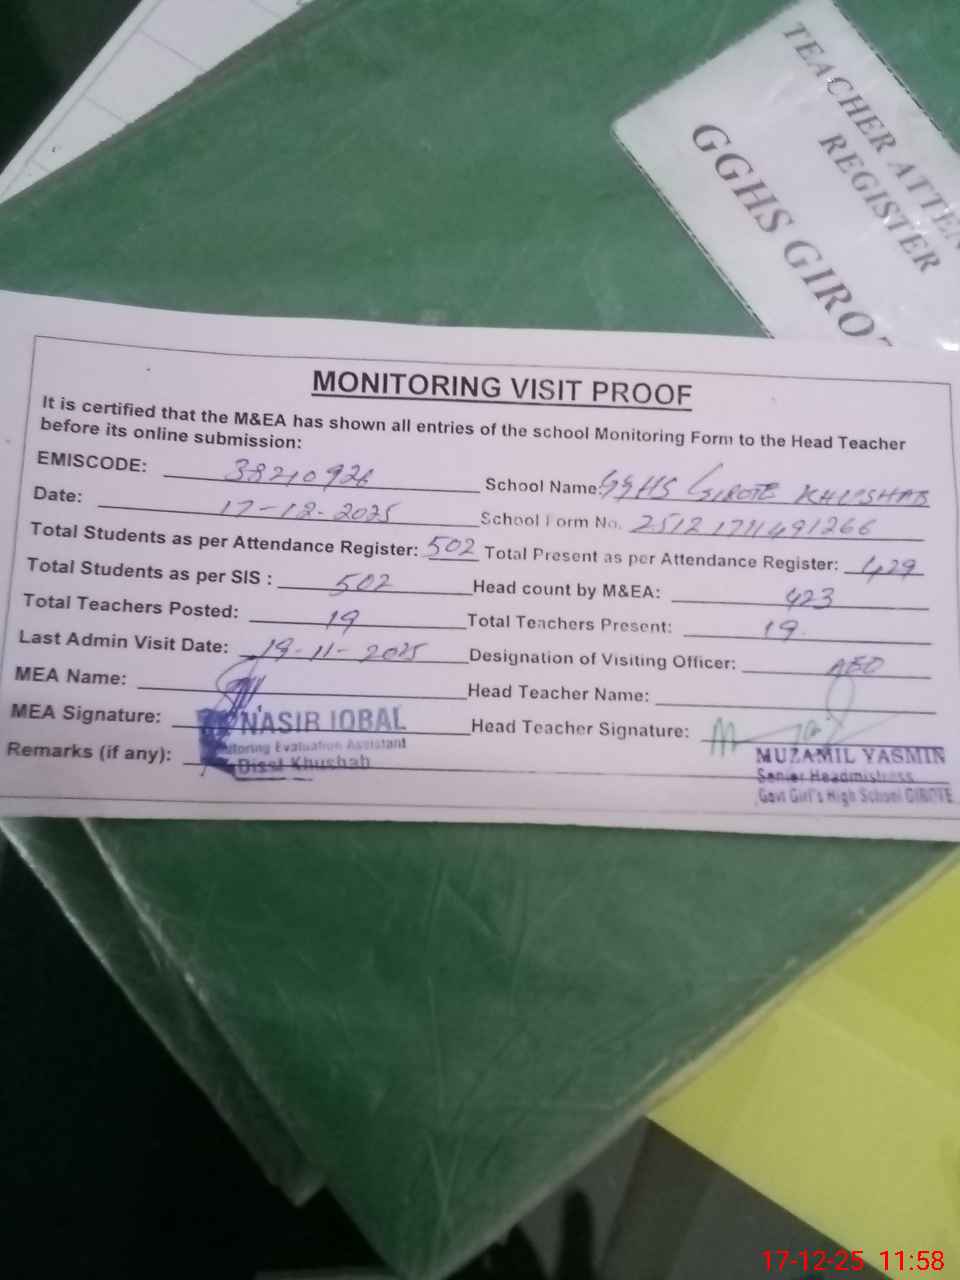 TEACHER ATTEN
REGISTER
GGHS GIRO
MONITORING VISIT PROOF
It is certified that the M&EA has shown all entries of the school Monitoring Form to the Head Teacher
before its online submission:
EMISCODE: 38210926 School Name: GGHS GIROTE KHUSHAB
Date: 17-12-2025 School Form No. 25121711491266
Total Students as per Attendance Register: 502 Total Present as per Attendance Register: 429
Total Students as per SIS : 502 Head count by M&EA: 423
Total Teachers Posted: 19 Total Teachers Present: 19
Last Admin Visit Date: 19-11-2025 Designation of Visiting Officer: AEO
MEA Name: Head Teacher Name:
MEA Signature: NASIR IQBAL Head Teacher Signature:
itoring Evaluation Assistant MUZAMIL YASMIN
Remarks (if any): Disst Khushab Senior Headmistress
Govt Girl's High School GIROTE
17-12-25 11:58